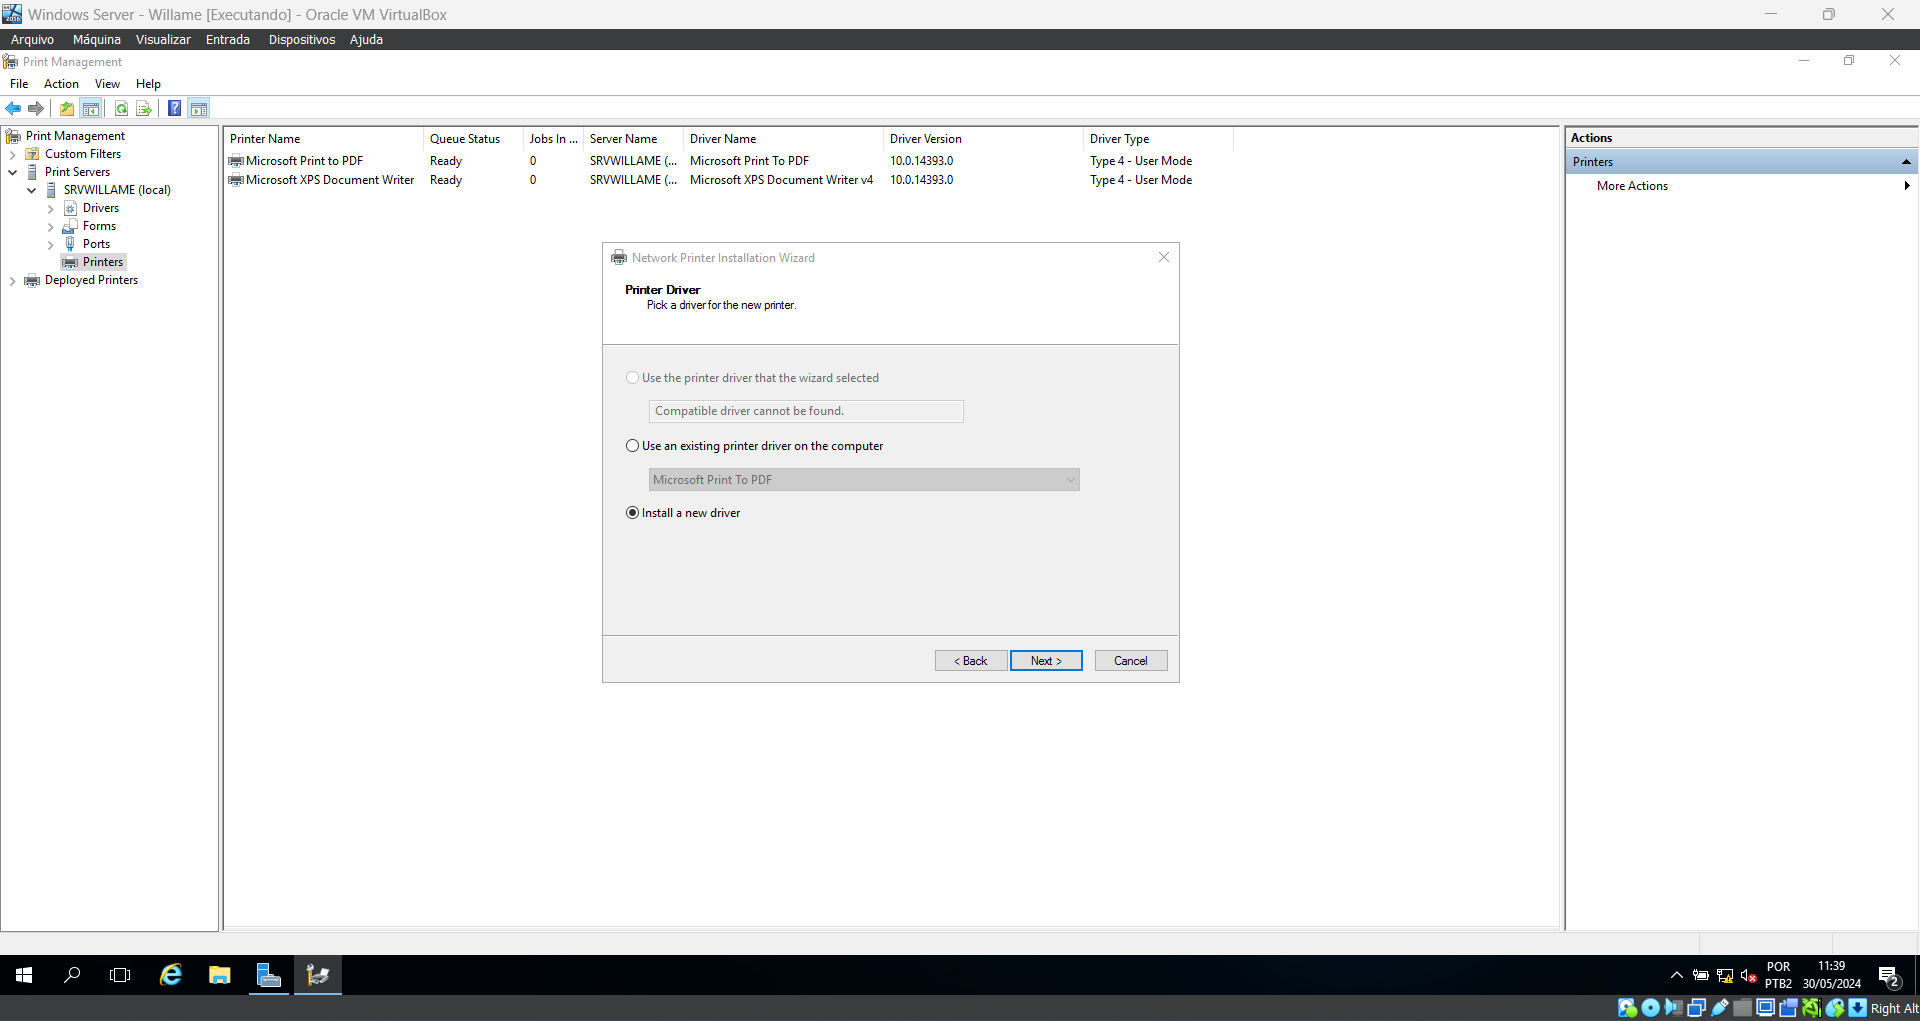 Windows Server - Willame [Executando] - Oracle VM VirtualBox
Arquivo Máquina Visualizar Entrada Dispositivos Ajuda
Print Management
File Action View Help
Print Management
Custom Filters
Print Servers
SRVWILLAME (local)
Drivers
Forms
Ports
Printers
Deployed Printers
Printer Name Queue Status Jobs In ... Server Name Driver Name Driver Version Driver Type
Microsoft Print to PDF Ready 0 SRVWILLAME (... Microsoft Print To PDF 10.0.14393.0 Type 4 - User Mode
Microsoft XPS Document Writer Ready 0 SRVWILLAME (... Microsoft XPS Document Writer v4 10.0.14393.0 Type 4 - User Mode
Actions
Printers
More Actions
Network Printer Installation Wizard
Printer Driver
Pick a driver for the new printer.
Use the printer driver that the wizard selected
Compatible driver cannot be found.
Use an existing printer driver on the computer
Microsoft Print To PDF
Install a new driver
< Back Next > Cancel
POR
PTB2
11:39
30/05/2024
2
Right Alt